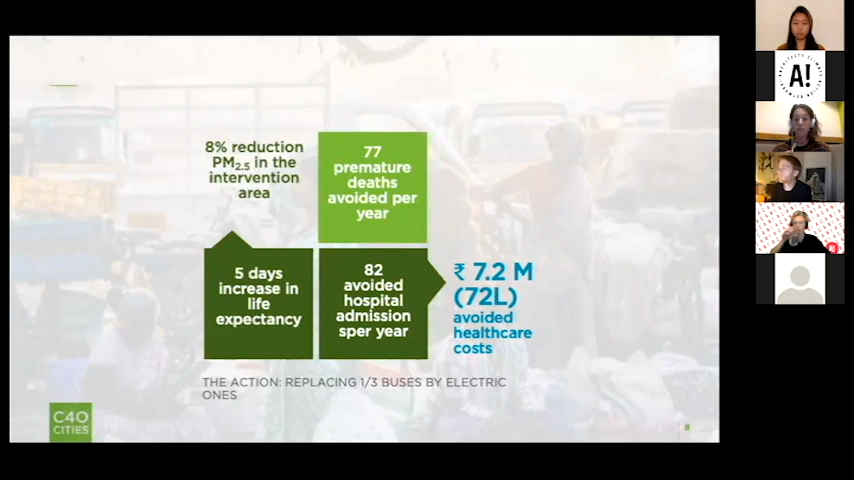 8% reduction
PM2.5 in the
intervention
area
77
premature
deaths
avoided per
year
5 days
increase in
life
expectancy
82
avoided
hospital
admission
sper year
₹ 7.2 M
(72L)
avoided
healthcare
costs
THE ACTION: REPLACING 1/3 BUSES BY ELECTRIC
ONES
C40
CITIES
8
A!
A!